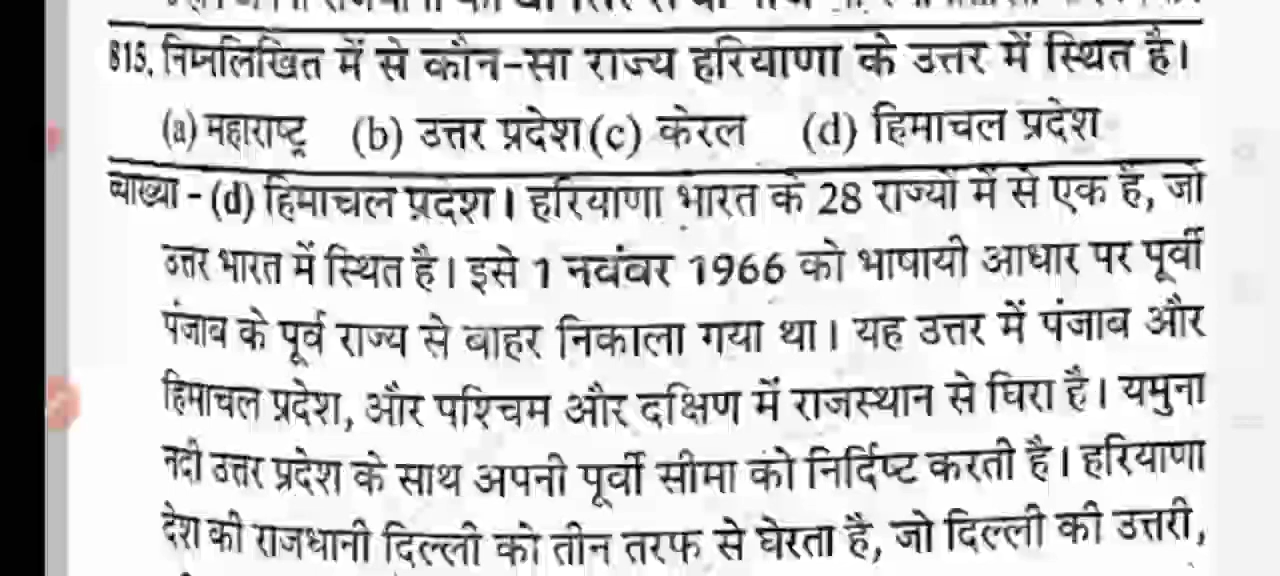 815. निम्नलिखित में से कौन-सा राज्य हरियाणा के उत्तर में स्थित है।
(a) महाराष्ट्र (b) उत्तर प्रदेश (c) केरल (d) हिमाचल प्रदेश
व्याख्या - (d) हिमाचल प्रदेश। हरियाणा भारत के 28 राज्यों में से एक है, जो
उत्तर भारत में स्थित है। इसे 1 नवंबर 1966 को भाषायी आधार पर पूर्वी
पंजाब के पूर्व राज्य से बाहर निकाला गया था। यह उत्तर में पंजाब और
हिमाचल प्रदेश, और पश्चिम और दक्षिण में राजस्थान से घिरा है। यमुना
नदी उत्तर प्रदेश के साथ अपनी पूर्वी सीमा को निर्दिष्ट करती है। हरियाणा
देश की राजधानी दिल्ली को तीन तरफ से घेरता है, जो दिल्ली की उत्तरी,